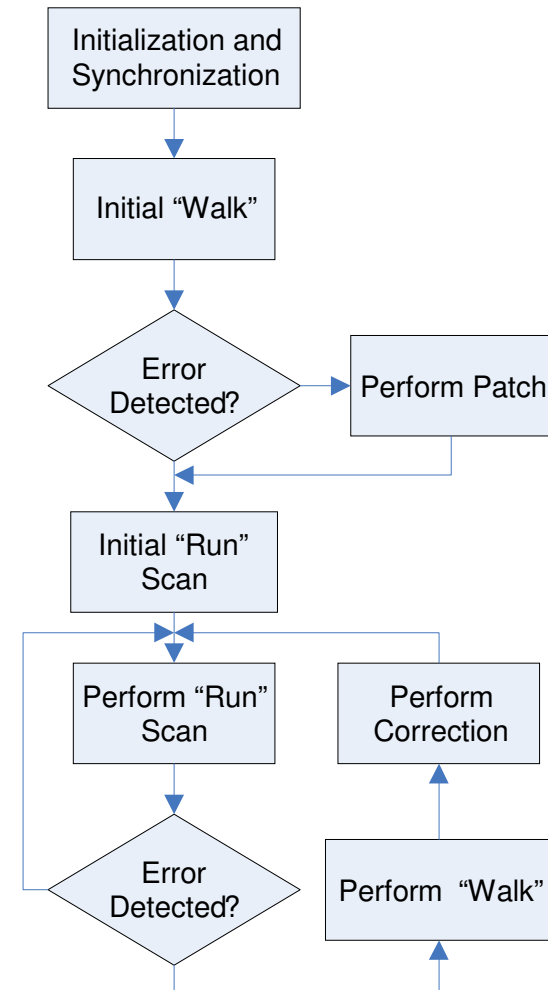 Initialization and
Synchronization
Initial “Walk”
Error
Detected?
Perform Patch
Initial “Run”
Scan
Perform “Run”
Scan
Perform
Correction
Error
Detected?
Perform “Walk”